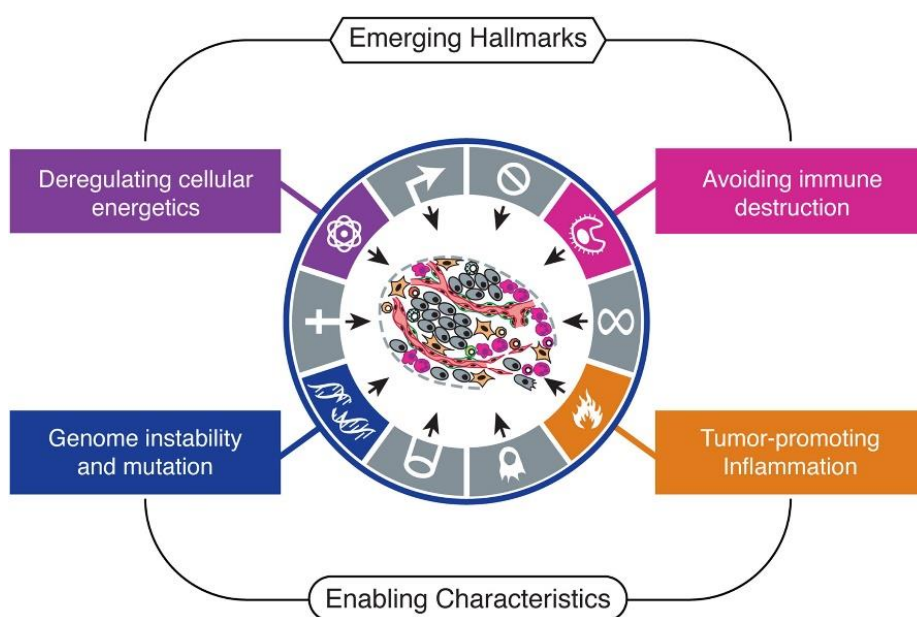 Emerging Hallmarks
Deregulating cellular
energetics
Avoiding immune
destruction
Genome instability
and mutation
Tumor-promoting
Inflammation
Enabling Characteristics